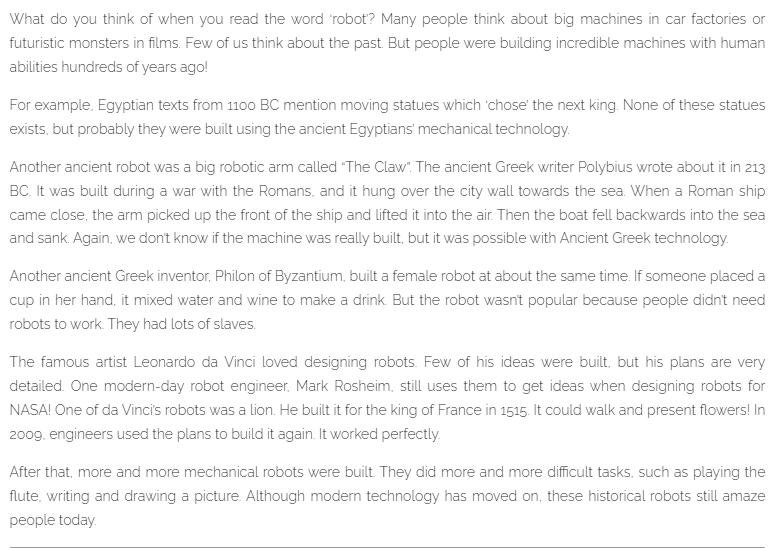 What do you think of when you read the word ‘robot’? Many people think about big machines in car factories or
futuristic monsters in films. Few of us think about the past. But people were building incredible machines with human
abilities hundreds of years ago!
For example, Egyptian texts from 1100 BC mention moving statues which ‘chose’ the next king. None of these statues
exists, but probably they were built using the ancient Egyptians’ mechanical technology.
Another ancient robot was a big robotic arm called “The Claw”. The ancient Greek writer Polybius wrote about it in 213
BC. It was built during a war with the Romans, and it hung over the city wall towards the sea. When a Roman ship
came close, the arm picked up the front of the ship and lifted it into the air. Then the boat fell backwards into the sea
and sank. Again, we don’t know if the machine was really built, but it was possible with Ancient Greek technology.
Another ancient Greek inventor, Philon of Byzantium, built a female robot at about the same time. If someone placed a
cup in her hand, it mixed water and wine to make a drink. But the robot wasn’t popular because people didn’t need
robots to work. They had lots of slaves.
The famous artist Leonardo da Vinci loved designing robots. Few of his ideas were built, but his plans are very
detailed. One modern-day robot engineer, Mark Rosheim, still uses them to get ideas when designing robots for
NASA! One of da Vinci’s robots was a lion. He built it for the king of France in 1515. It could walk and present flowers! In
2009, engineers used the plans to build it again. It worked perfectly.
After that, more and more mechanical robots were built. They did more and more difficult tasks, such as playing the
flute, writing and drawing a picture. Although modern technology has moved on, these historical robots still amaze
people today.